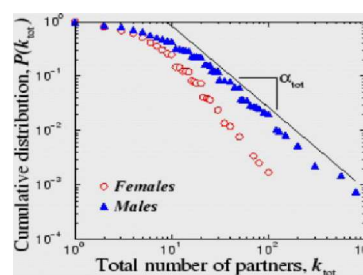 Cumulative distribution, P(k_tot)
10^0
10^-1
10^-2
10^-3
10^-4
α_tot
Females
Males
10^0 10^1 10^2
Total number of partners, k_tot